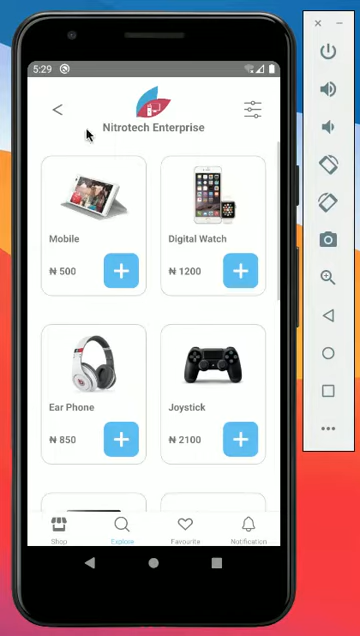 5:29
Nitrotech Enterprise
Mobile
₦ 500
Digital Watch
₦ 1200
Ear Phone
₦ 850
Joystick
₦ 2100
Shop
Explore
Favourite
Notification